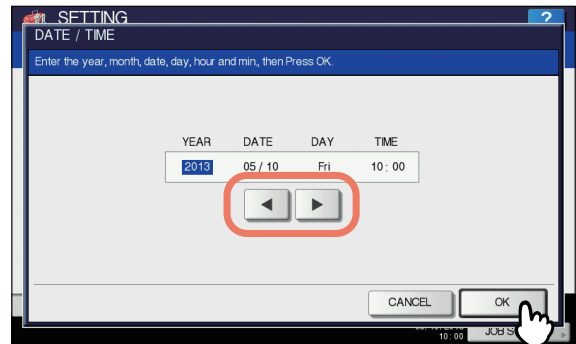 SETTING
?
DATE / TIME
Enter the year, month, date, day, hour and min., then Press OK.
YEAR DATE DAY TIME
2013 05 / 10 Fri 10 : 00
CANCEL OK
10 : 00 JOB